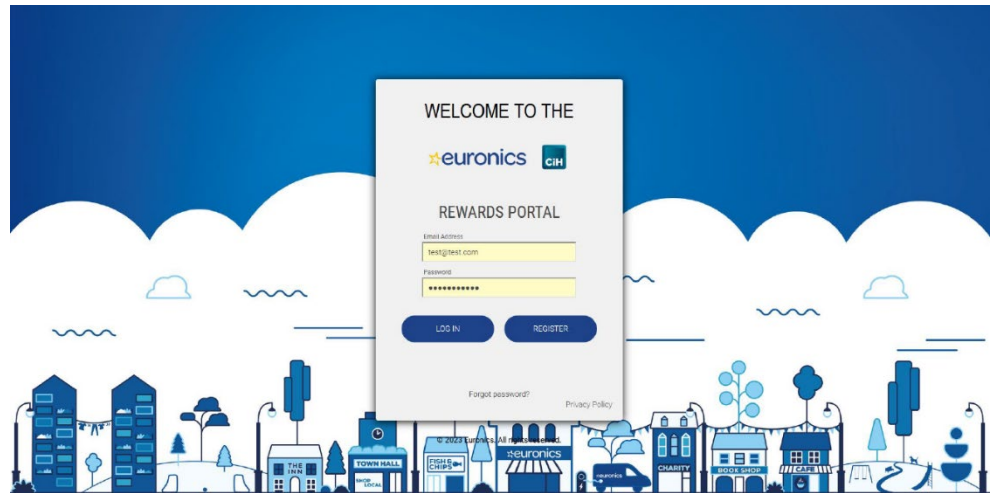 WELCOME TO THE
euronics CiH
REWARDS PORTAL
Email Address
test@test.com
Password
LOG IN REGISTER
Forgot password?
Privacy Policy
© 2023 Euronics. All rights reserved.
euronics
THE INN
TOWN HALL
SHOP LOCAL
FISH & CHIPS
euronics
CHARITY
BOOK SHOP
CAFE